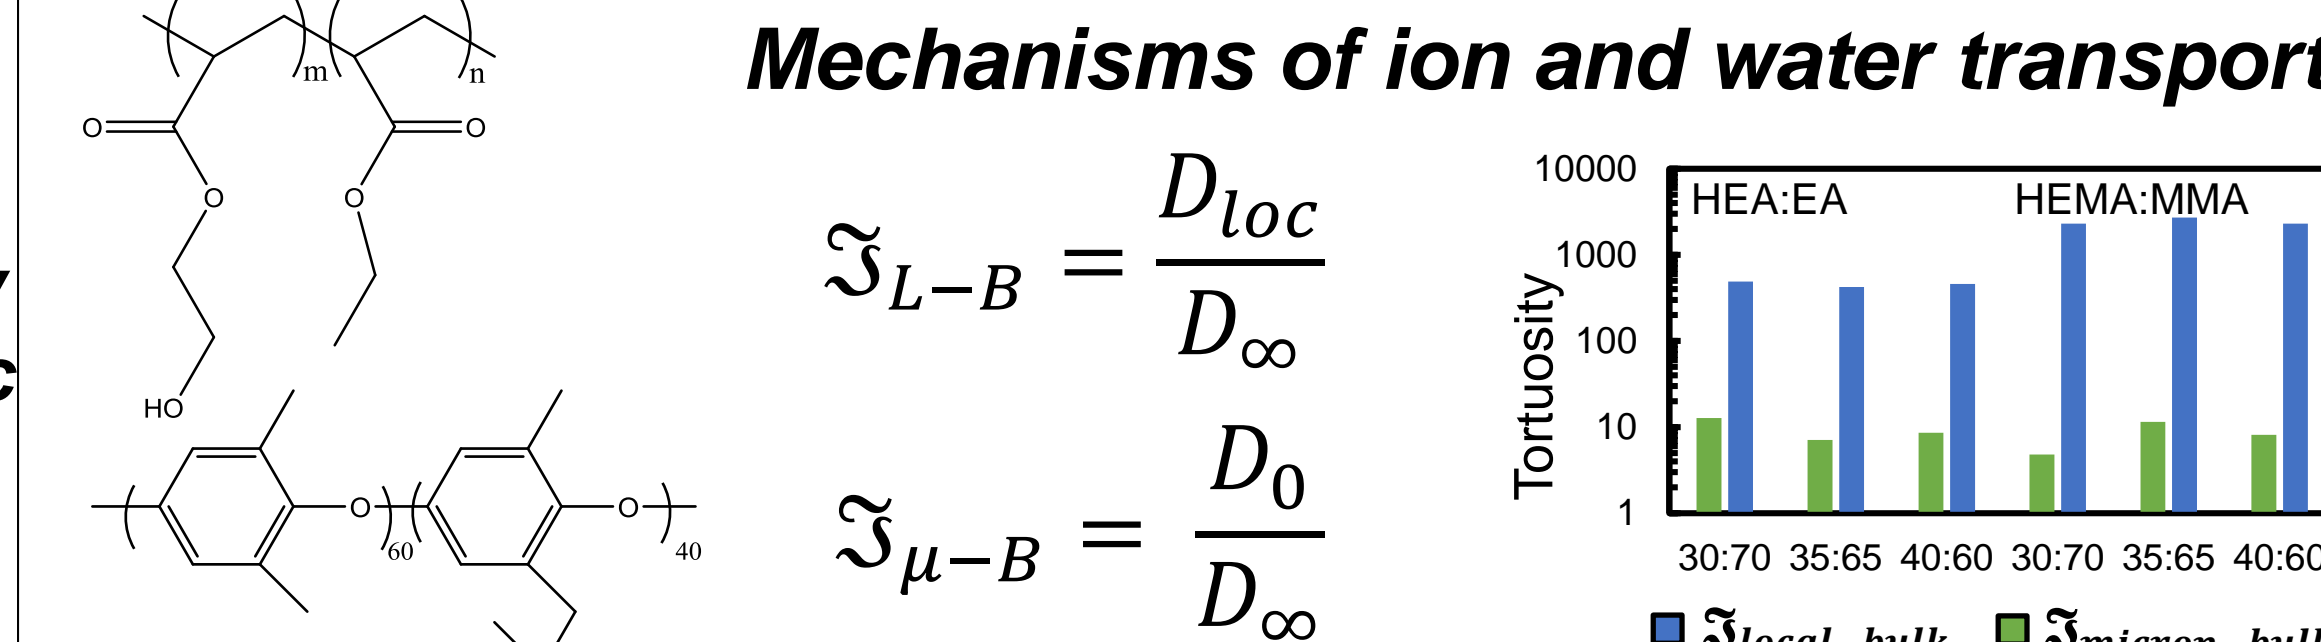 Mechanisms of ion and water transport
m
n
O
O
O
O
HO
O
60
O
40
ℑL−B = Dloc / D∞
ℑμ−B = D0 / D∞
Tortuosity
10000
1000
100
10
1
HEA:EA HEMA:MMA
30:70 35:65 40:60 30:70 35:65 40:60